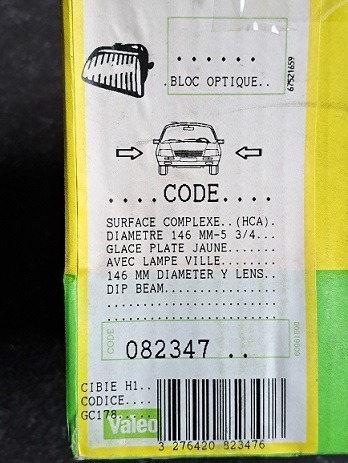 ......
.BLOC OPTIQUE..
67521659
....CODE....
SURFACE COMPLEXE..(HCA).
DIAMETRE 146 MM-5 3/4...
GLACE PLATE JAUNE.......
AVEC LAMPE VILLE........
146 MM DIAMETER Y LENS..
DIP BEAM................
........................
........................
CODE
082347 ..
CIBIE H1..
CODICE....
GC178.....
Valeo
3 276420 823476